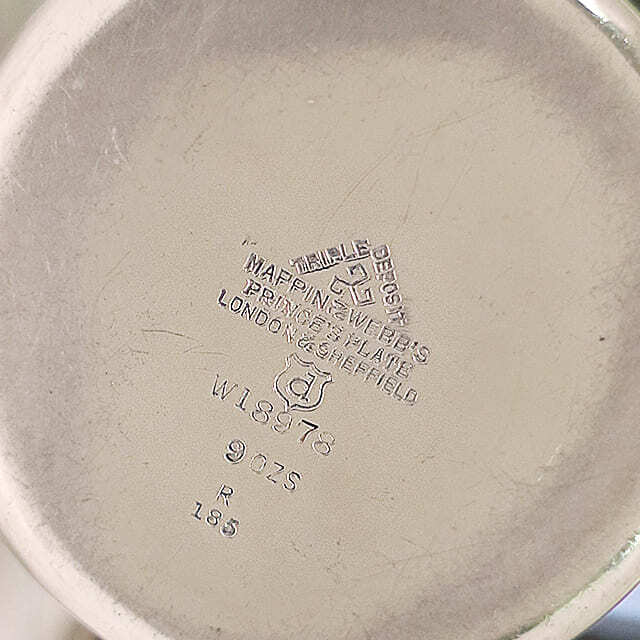 TRIPLE DEPOSIT
MAPPIN & WEBB'S
PRINCE'S PLATE
LONDON & SHEFFIELD
d
W18978
9 OZS
R
185